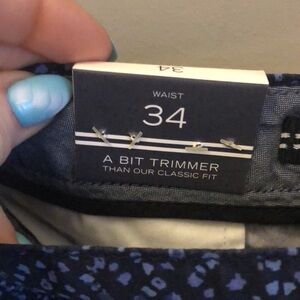 34
WAIST
34
A BIT TRIMMER
THAN OUR CLASSIC FIT